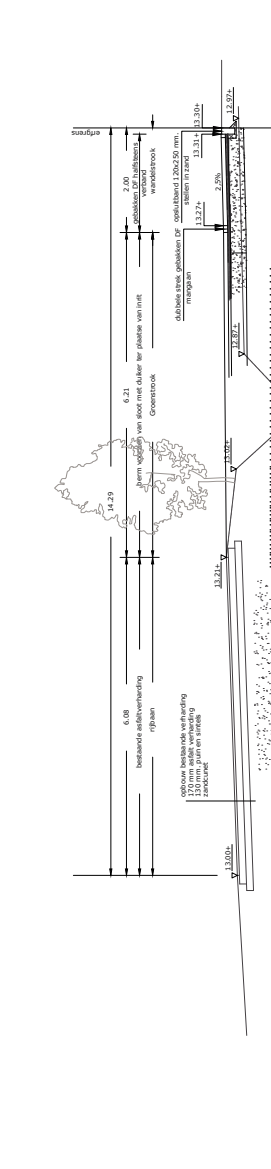 erfgrens
14.29
2.00
6.21
6.08
gebakken DF halfsteens
verband
wandelstrook
berm van sloot met duiker ter plaatse van inrit
Groenstrook
bestaande asfaltverharding
rijbaan
opsluitband 120x250 mm.
stellen in zand
dubbele strek gebakken DF
mangaan
opbouw bestaande verharding
170 mm asfalt verharding
130 mm. puin en sintels
zandcunet
12.97+
13.30+
13.31+
2.5%
13.27+
12.87+
13.02+
13.21+
13.00+